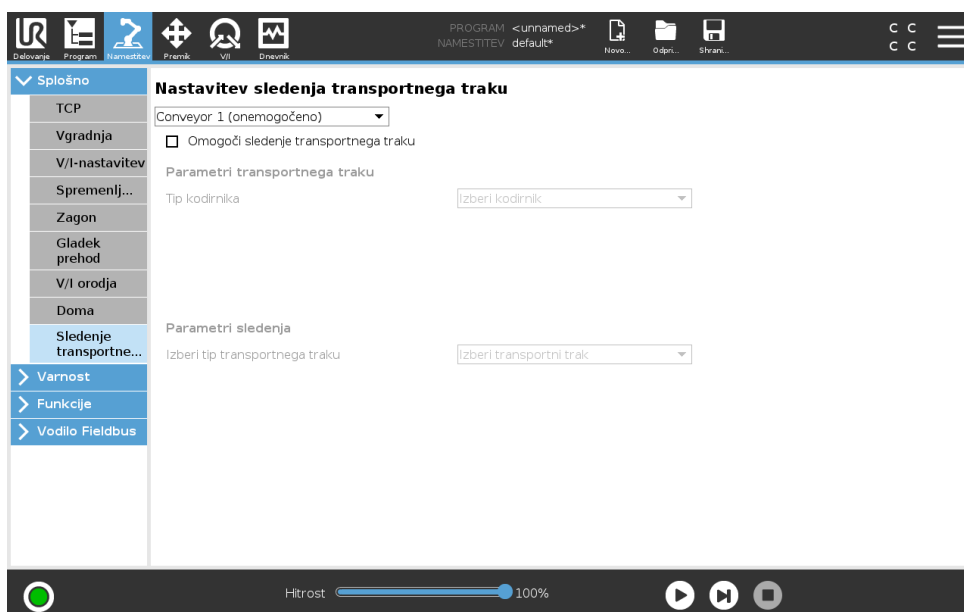 UR
Delovanje
Program
Namestitev
Premik
V/I
Dnevnik
PROGRAM <unnamed>*
NAMESTITEV default*
Novo...
Odpri...
Shrani...
C C
C C
Splošno
TCP
Vgradnja
V/I-nastavitev
Spremenlj...
Zagon
Gladek
prehod
V/I orodja
Doma
Sledenje
transportne...
Varnost
Funkcije
Vodilo Fieldbus
Nastavitev sledenja transportnega traku
Conveyor 1 (onemogočeno)
Omogoči sledenje transportnega traku
Parametri transportnega traku
Tip kodirnika
Izberi kodirnik
Parametri sledenja
Izberi tip transportnega traku
Izberi transportni trak
Hitrost
100%